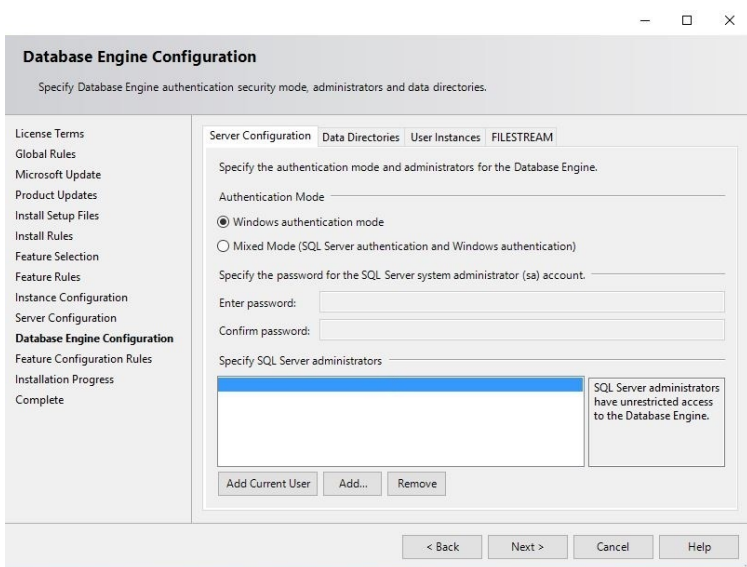 Database Engine Configuration
Specify Database Engine authentication security mode, administrators and data directories.
License Terms
Global Rules
Microsoft Update
Product Updates
Install Setup Files
Install Rules
Feature Selection
Feature Rules
Instance Configuration
Server Configuration
Database Engine Configuration
Feature Configuration Rules
Installation Progress
Complete
Server Configuration Data Directories User Instances FILESTREAM
Specify the authentication mode and administrators for the Database Engine.
Authentication Mode
Windows authentication mode
Mixed Mode (SQL Server authentication and Windows authentication)
Specify the password for the SQL Server system administrator (sa) account.
Enter password:
Confirm password:
Specify SQL Server administrators
SQL Server administrators
have unrestricted access
to the Database Engine.
Add Current User Add... Remove
< Back Next > Cancel Help